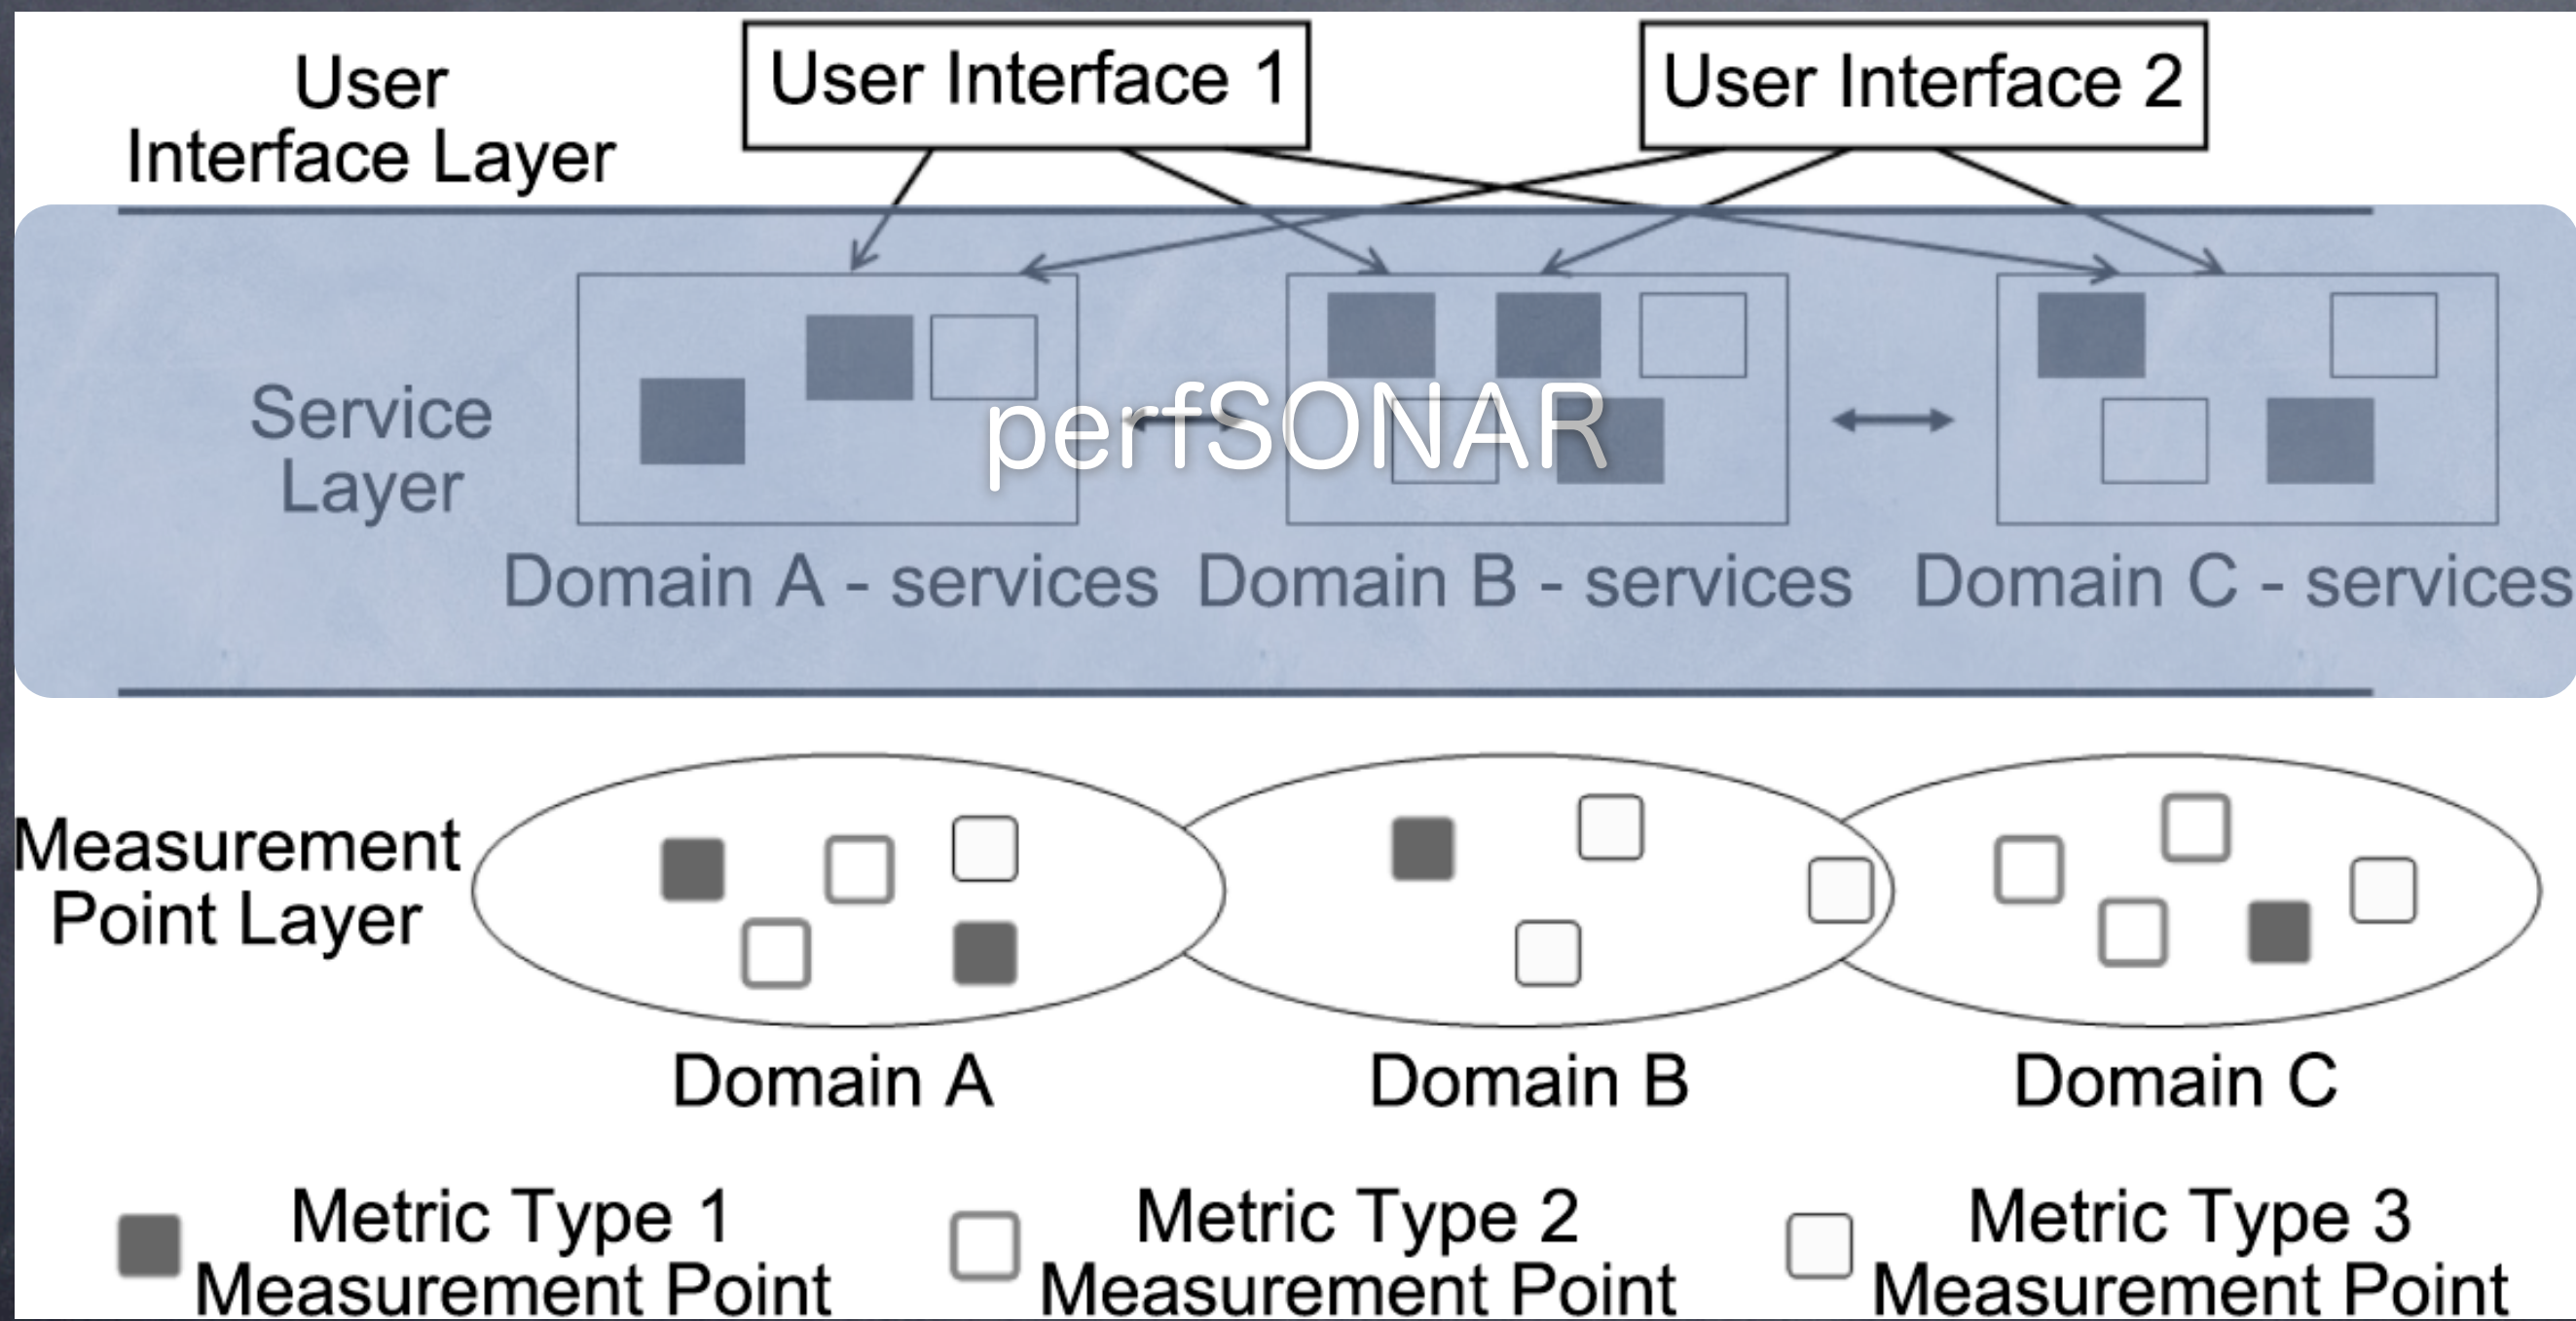 User
Interface Layer
User Interface 1
User Interface 2
Service
Layer
perfSONAR
Domain A - services
Domain B - services
Domain C - services
Measurement
Point Layer
Domain A
Domain B
Domain C
Metric Type 1
Measurement Point
Metric Type 2
Measurement Point
Metric Type 3
Measurement Point